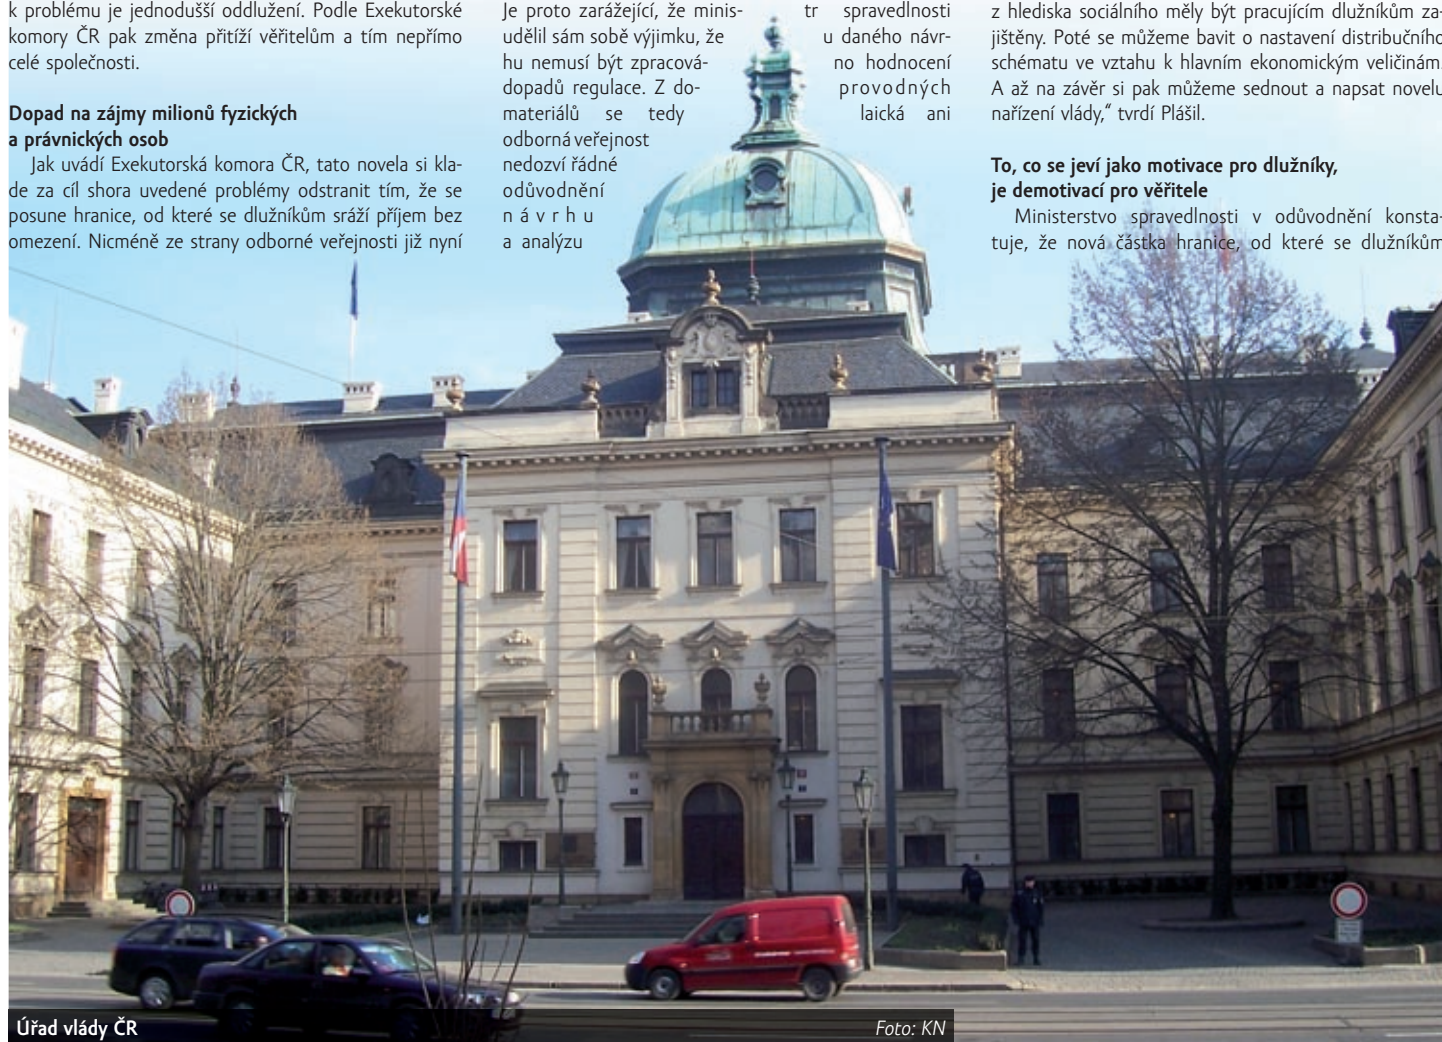 k problému je jednodušší oddlužení. Podle Exekutorské
komory ČR pak změna přitíží věřitelům a tím nepřímo
celé společnosti.
Dopad na zájmy milionů fyzických
a právnických osob
Jak uvádí Exekutorská komora ČR, tato novela si kla-
de za cíl shora uvedené problémy odstranit tím, že se
posune hranice, od které se dlužníkům sráží příjem bez
omezení. Nicméně ze strany odborné veřejnosti již nyní
Je proto zarážející, že minis- tr spravedlnosti
udělil sám sobě výjimku, že u daného návr-
hu nemusí být zpracová- no hodnocení
dopadů regulace. Z do- provodných
materiálů se tedy laická ani
odborná veřejnost
nedozví řádné
odůvodnění
návrhu
a analýzu
z hlediska sociálního měly být pracujícím dlužníkům za-
jištěny. Poté se můžeme bavit o nastavení distribučního
schématu ve vztahu k hlavním ekonomickým veličinám.
A až na závěr si pak můžeme sednout a napsat novelu
nařízení vlády,“ tvrdí Plášil.
To, co se jeví jako motivace pro dlužníky,
je demotivací pro věřitele
Ministerstvo spravedlnosti v odůvodnění konsta-
tuje, že nová částka hranice, od které se dlužníkům
Úřad vlády ČR
Foto: KN